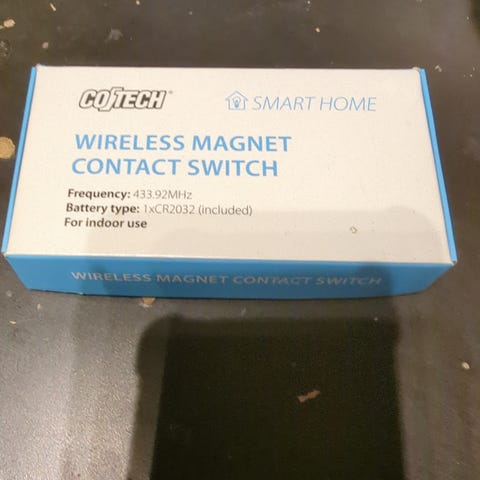 COTECH®
SMART HOME
WIRELESS MAGNET
CONTACT SWITCH
Frequency: 433.92MHz
Battery type: 1xCR2032 (included)
For indoor use
WIRELESS MAGNET CONTACT SWITCH